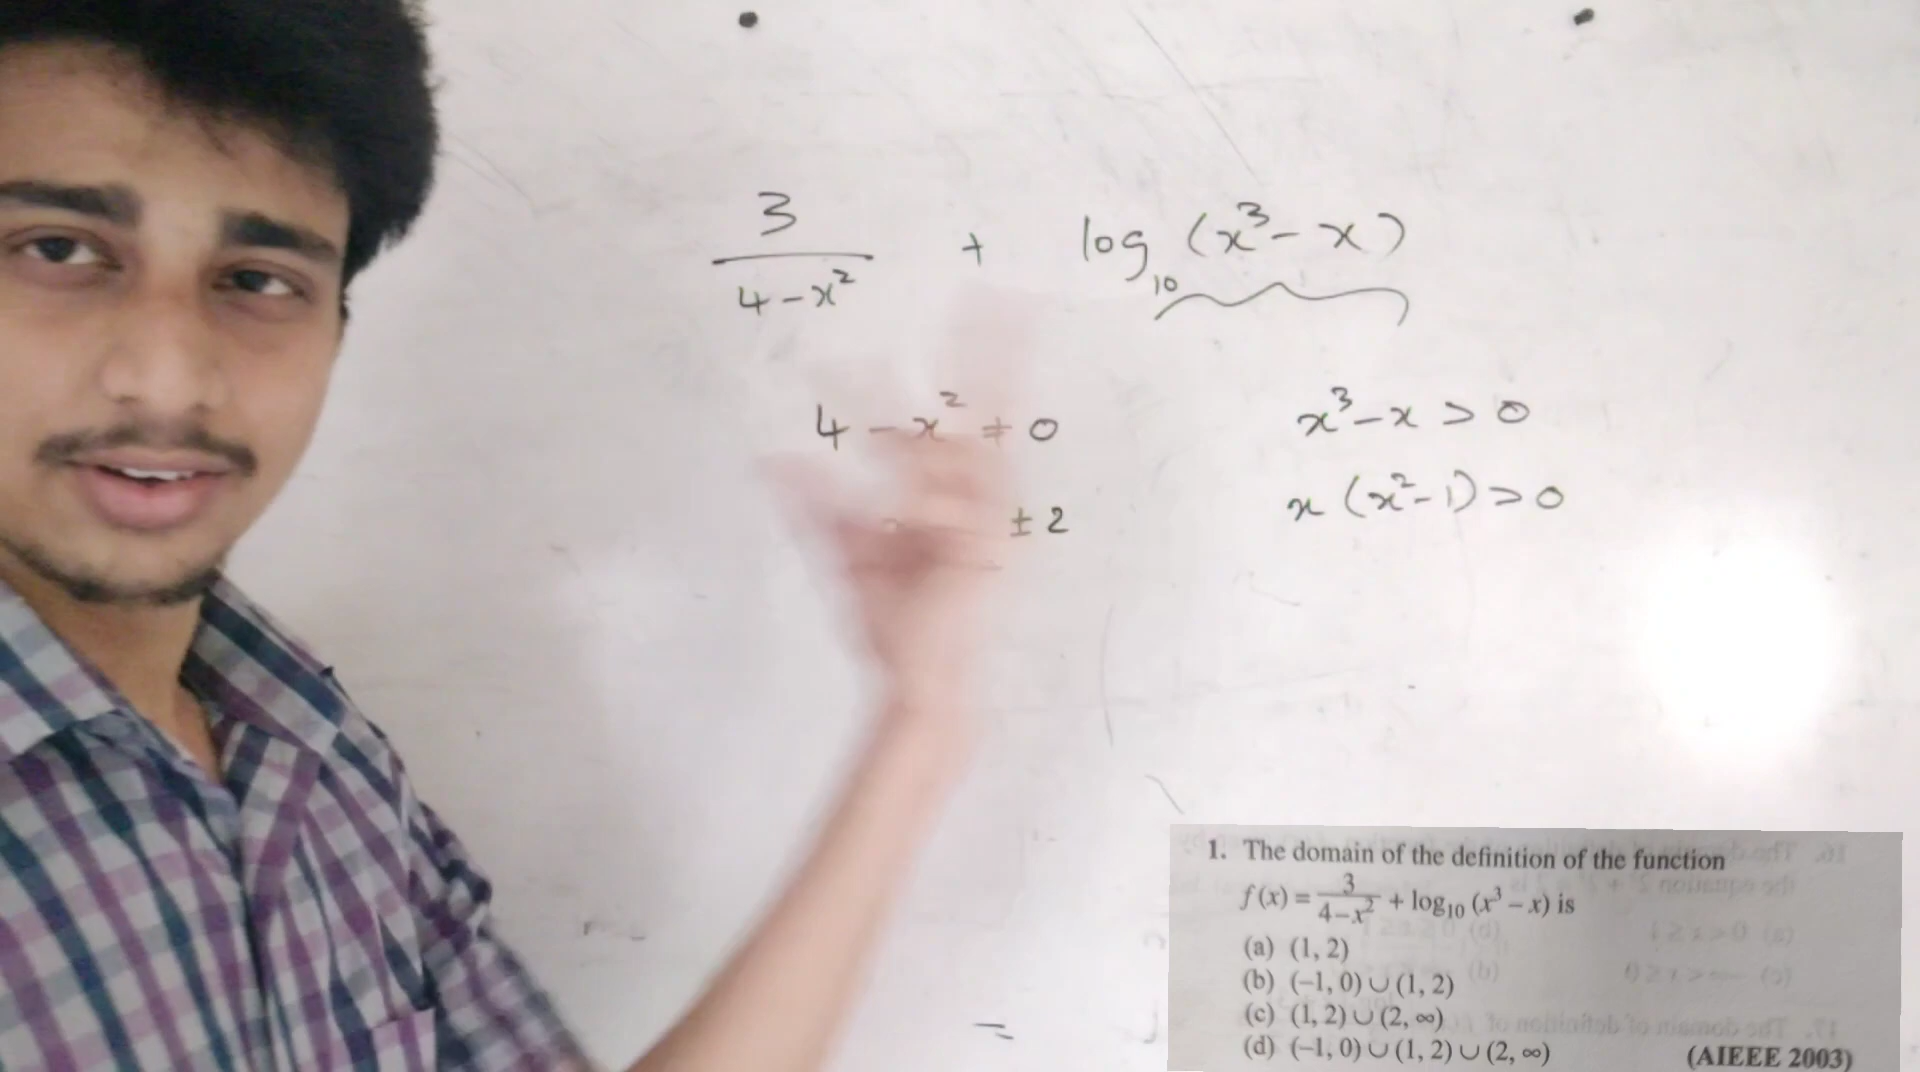 3/(4-x²) + log₁₀(x³-x)
4-x² ≠ 0
± 2
x³-x > 0
x(x²-1) > 0
1. The domain of the definition of the function
f(x) = 3/(4-x²) + log₁₀ (x³ – x) is
(a) (1, 2)
(b) (–1, 0) ∪ (1, 2)
(c) (1, 2) ∪ (2, ∞)
(d) (–1, 0) ∪ (1, 2) ∪ (2, ∞) (AIEEE 2003)